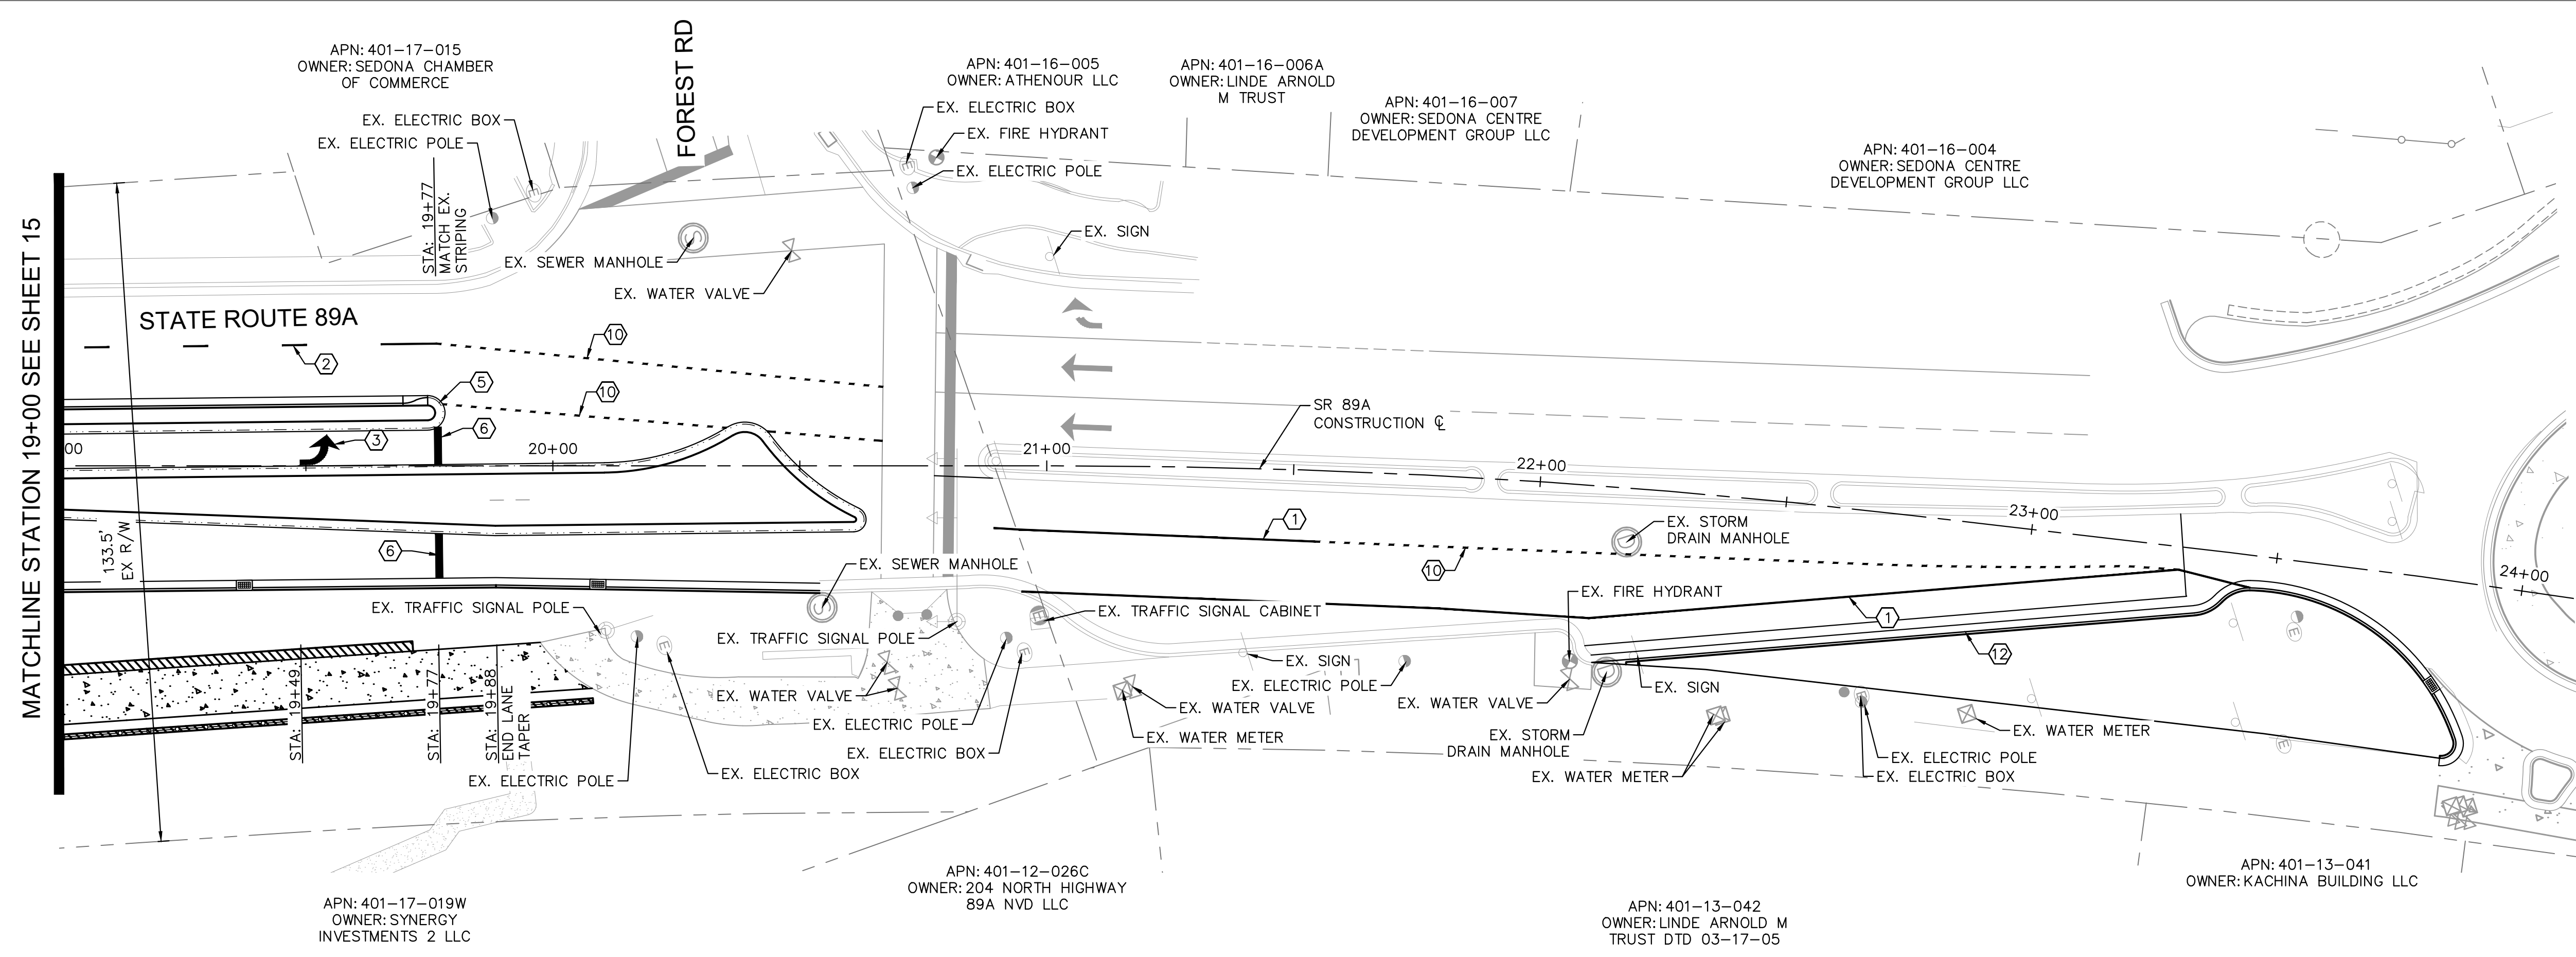 APN: 401-17-015
OWNER: SEDONA CHAMBER
OF COMMERCE
FOREST RD
APN: 401-16-005
OWNER: ATHENOUR LLC
APN: 401-16-006A
OWNER: LINDE ARNOLD
M TRUST
APN: 401-16-007
OWNER: SEDONA CENTRE
DEVELOPMENT GROUP LLC
APN: 401-16-004
OWNER: SEDONA CENTRE
DEVELOPMENT GROUP LLC
EX. ELECTRIC BOX
EX. ELECTRIC POLE
EX. ELECTRIC BOX
EX. FIRE HYDRANT
EX. ELECTRIC POLE
E
E
STA: 19+77
MATCH EX.
STRIPING
EX. SEWER MANHOLE
EX. WATER VALVE
EX. SIGN
MATCHLINE STATION 19+00 SEE SHEET 15
STATE ROUTE 89A
2
10
5
10
3
6
00
20+00
21+00
SR 89A
CONSTRUCTION ℄
22+00
23+00
24+00
133.5'
EX R/W
6
1
10
EX. STORM
DRAIN MANHOLE
EX. SEWER MANHOLE
EX. TRAFFIC SIGNAL POLE
EX. TRAFFIC SIGNAL POLE
EX. TRAFFIC SIGNAL CABINET
E
E
E
EX. FIRE HYDRANT
1
12
E
E
EX. SIGN
EX. ELECTRIC POLE
EX. SIGN
EX. WATER VALVE
EX. WATER VALVE
EX. WATER VALVE
STA: 19+49
STA: 19+77
STA: 19+88
END LANE
TAPER
EX. ELECTRIC POLE
EX. WATER METER
EX. STORM
DRAIN MANHOLE
EX. WATER METER
EX. ELECTRIC BOX
EX. ELECTRIC POLE
EX. ELECTRIC BOX
EX. WATER METER
EX. ELECTRIC POLE
EX. ELECTRIC BOX
APN: 401-17-019W
OWNER: SYNERGY
INVESTMENTS 2 LLC
APN: 401-12-026C
OWNER: 204 NORTH HIGHWAY
89A NVD LLC
APN: 401-13-042
OWNER: LINDE ARNOLD M
TRUST DTD 03-17-05
APN: 401-13-041
OWNER: KACHINA BUILDING LLC